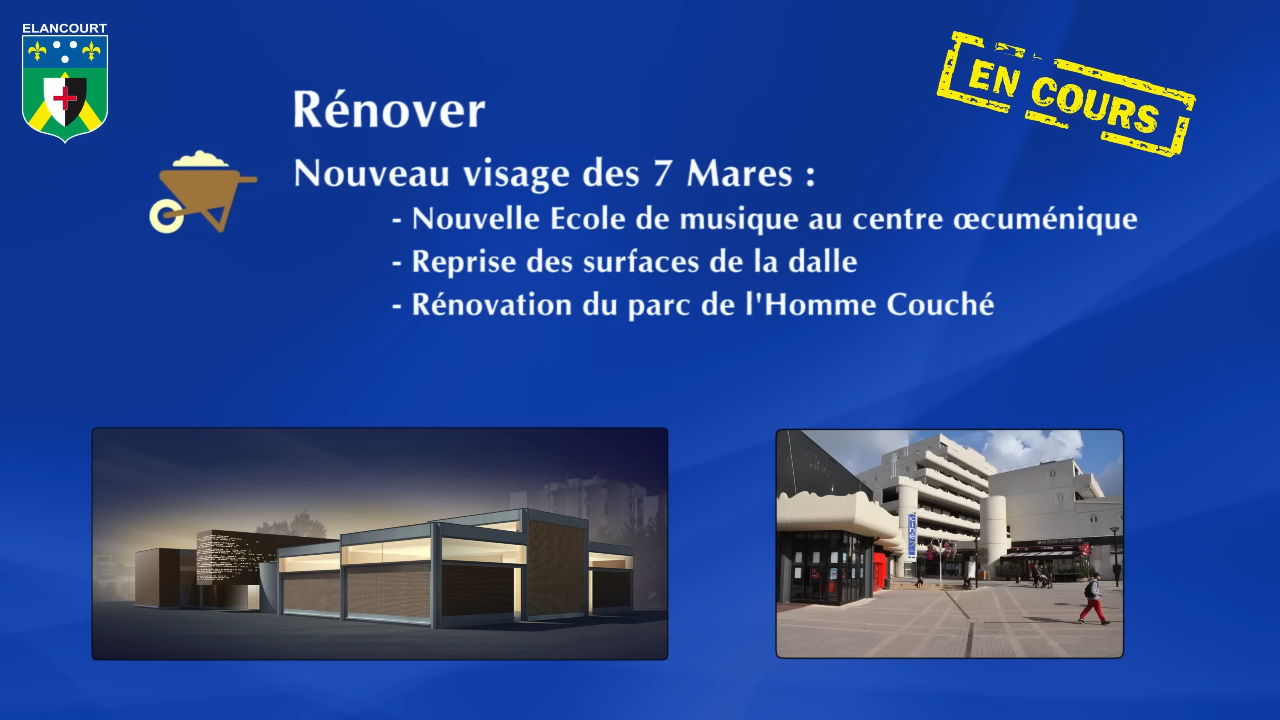 ELANCOURT
EN COURS
Rénover
Nouveau visage des 7 Mares :
- Nouvelle Ecole de musique au centre œcuménique
- Reprise des surfaces de la dalle
- Rénovation du parc de l'Homme Couché